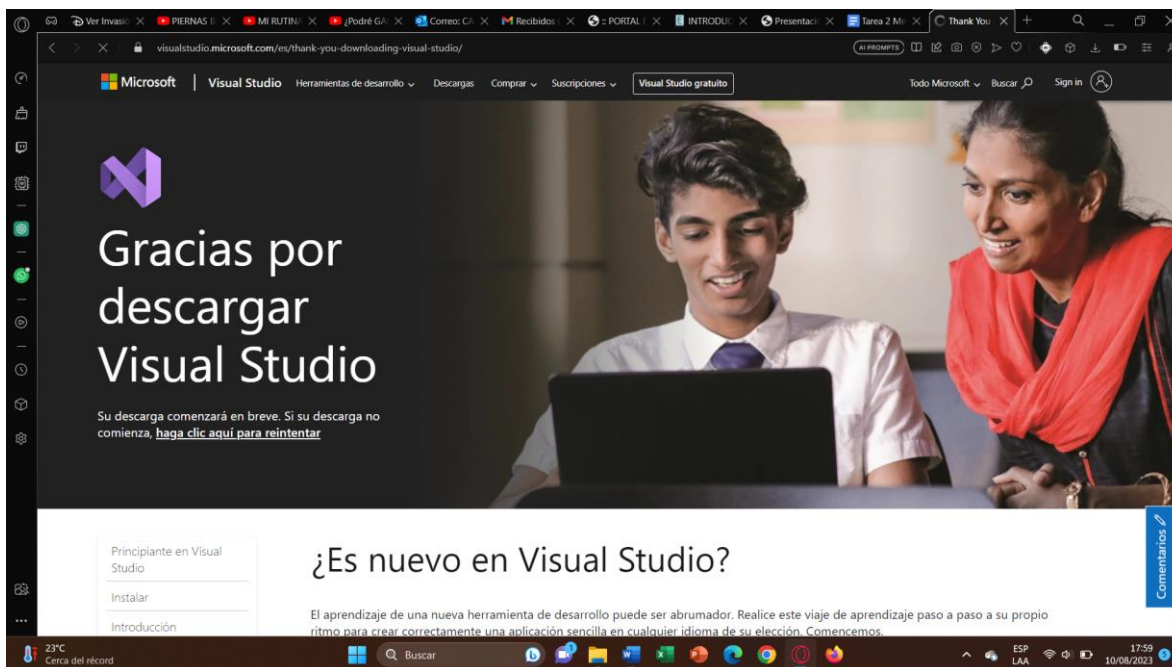 Ver Invasió
PIERNAS B
MI RUTINA
¿Podré GA
Correo: CA
Recibidos (
:: PORTAL
INTRODUC
Presentació
Tarea 2 Me
Thank You
visualstudio.microsoft.com/es/thank-you-downloading-visual-studio/
AI PROMPTS
Microsoft | Visual Studio Herramientas de desarrollo Descargas Comprar Suscripciones Visual Studio gratuito Todo Microsoft Buscar Sign in
Gracias por
descargar
Visual Studio
Su descarga comenzará en breve. Si su descarga no
comienza, haga clic aquí para reintentar
Comentarios
Principiante en Visual
Studio
Instalar
Introducción
¿Es nuevo en Visual Studio?
El aprendizaje de una nueva herramienta de desarrollo puede ser abrumador. Realice este viaje de aprendizaje paso a paso a su propio
ritmo para crear correctamente una aplicación sencilla en cualquier idioma de su elección. Comencemos.
23°C
Cerca del récord
Buscar
ESP
LAA
17:59
10/08/2023